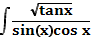 ∫ √tanx / sin(x)cos x